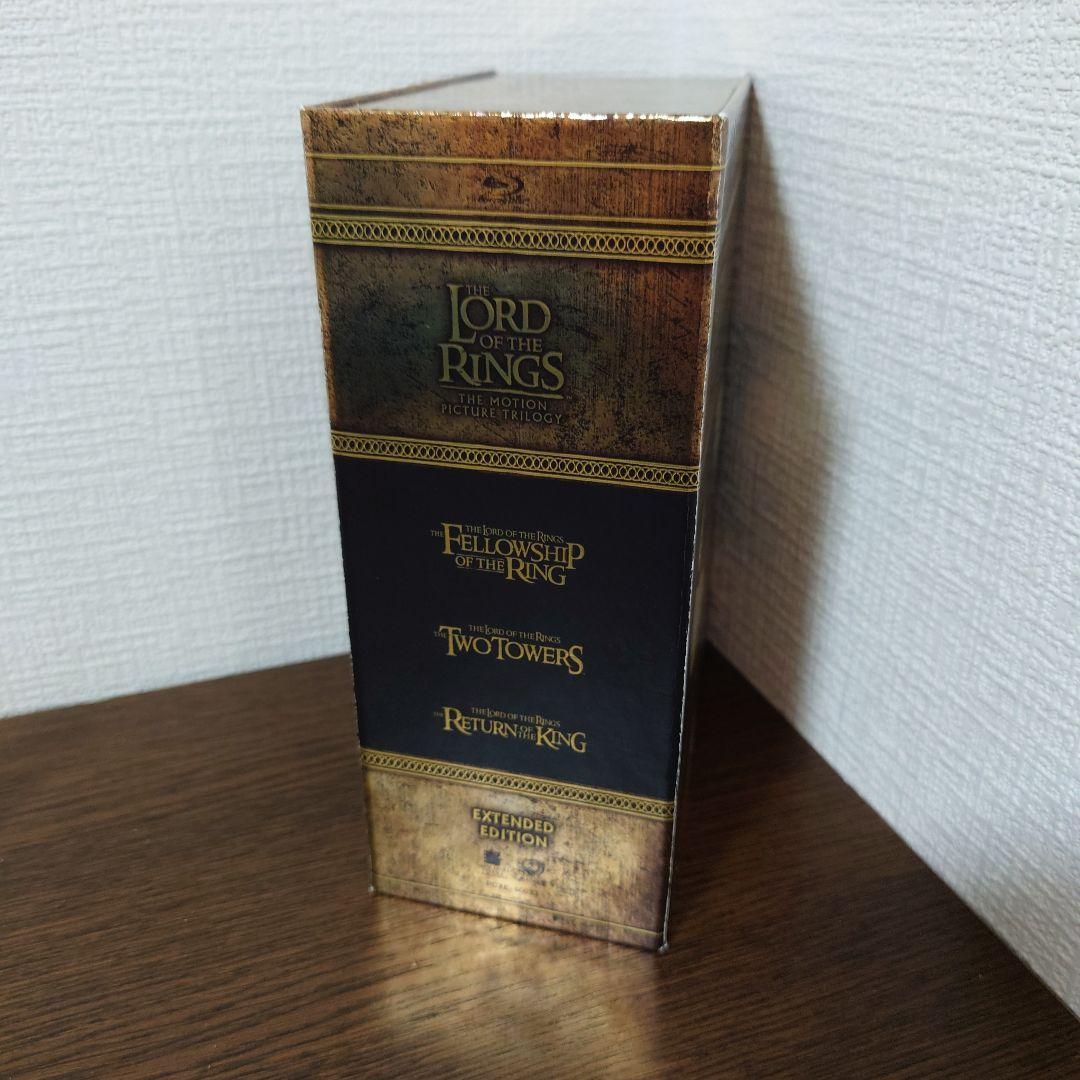 THE
LORD
OF THE
RINGS
THE MOTION
PICTURE TRILOGY
THE LORD OF THE RINGS
THE FELLOWSHIP
OF THE RING
THE LORD OF THE RINGS
THE TWO TOWERS
THE LORD OF THE RINGS
THE RETURN OF THE KING
EXTENDED
EDITION